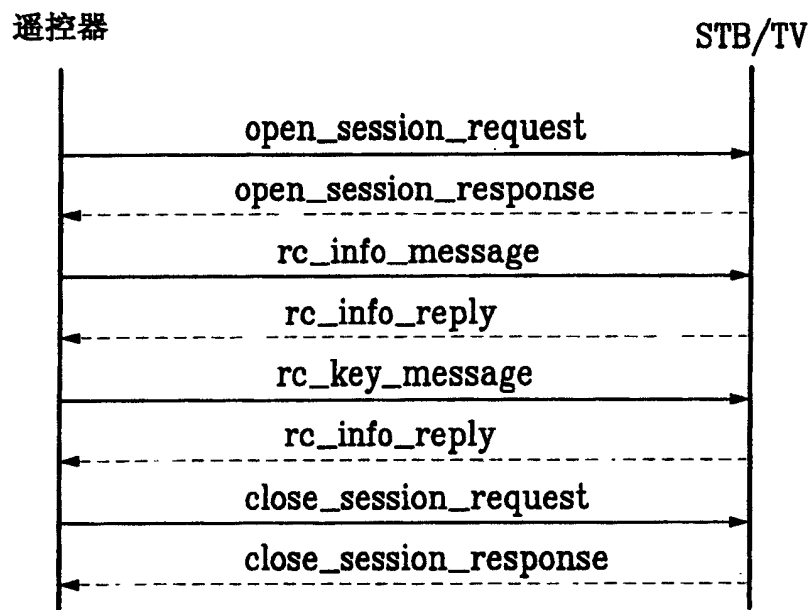 遥控器
STB/TV
open_session_request
open_session_response
rc_info_message
rc_info_reply
rc_key_message
rc_info_reply
close_session_request
close_session_response